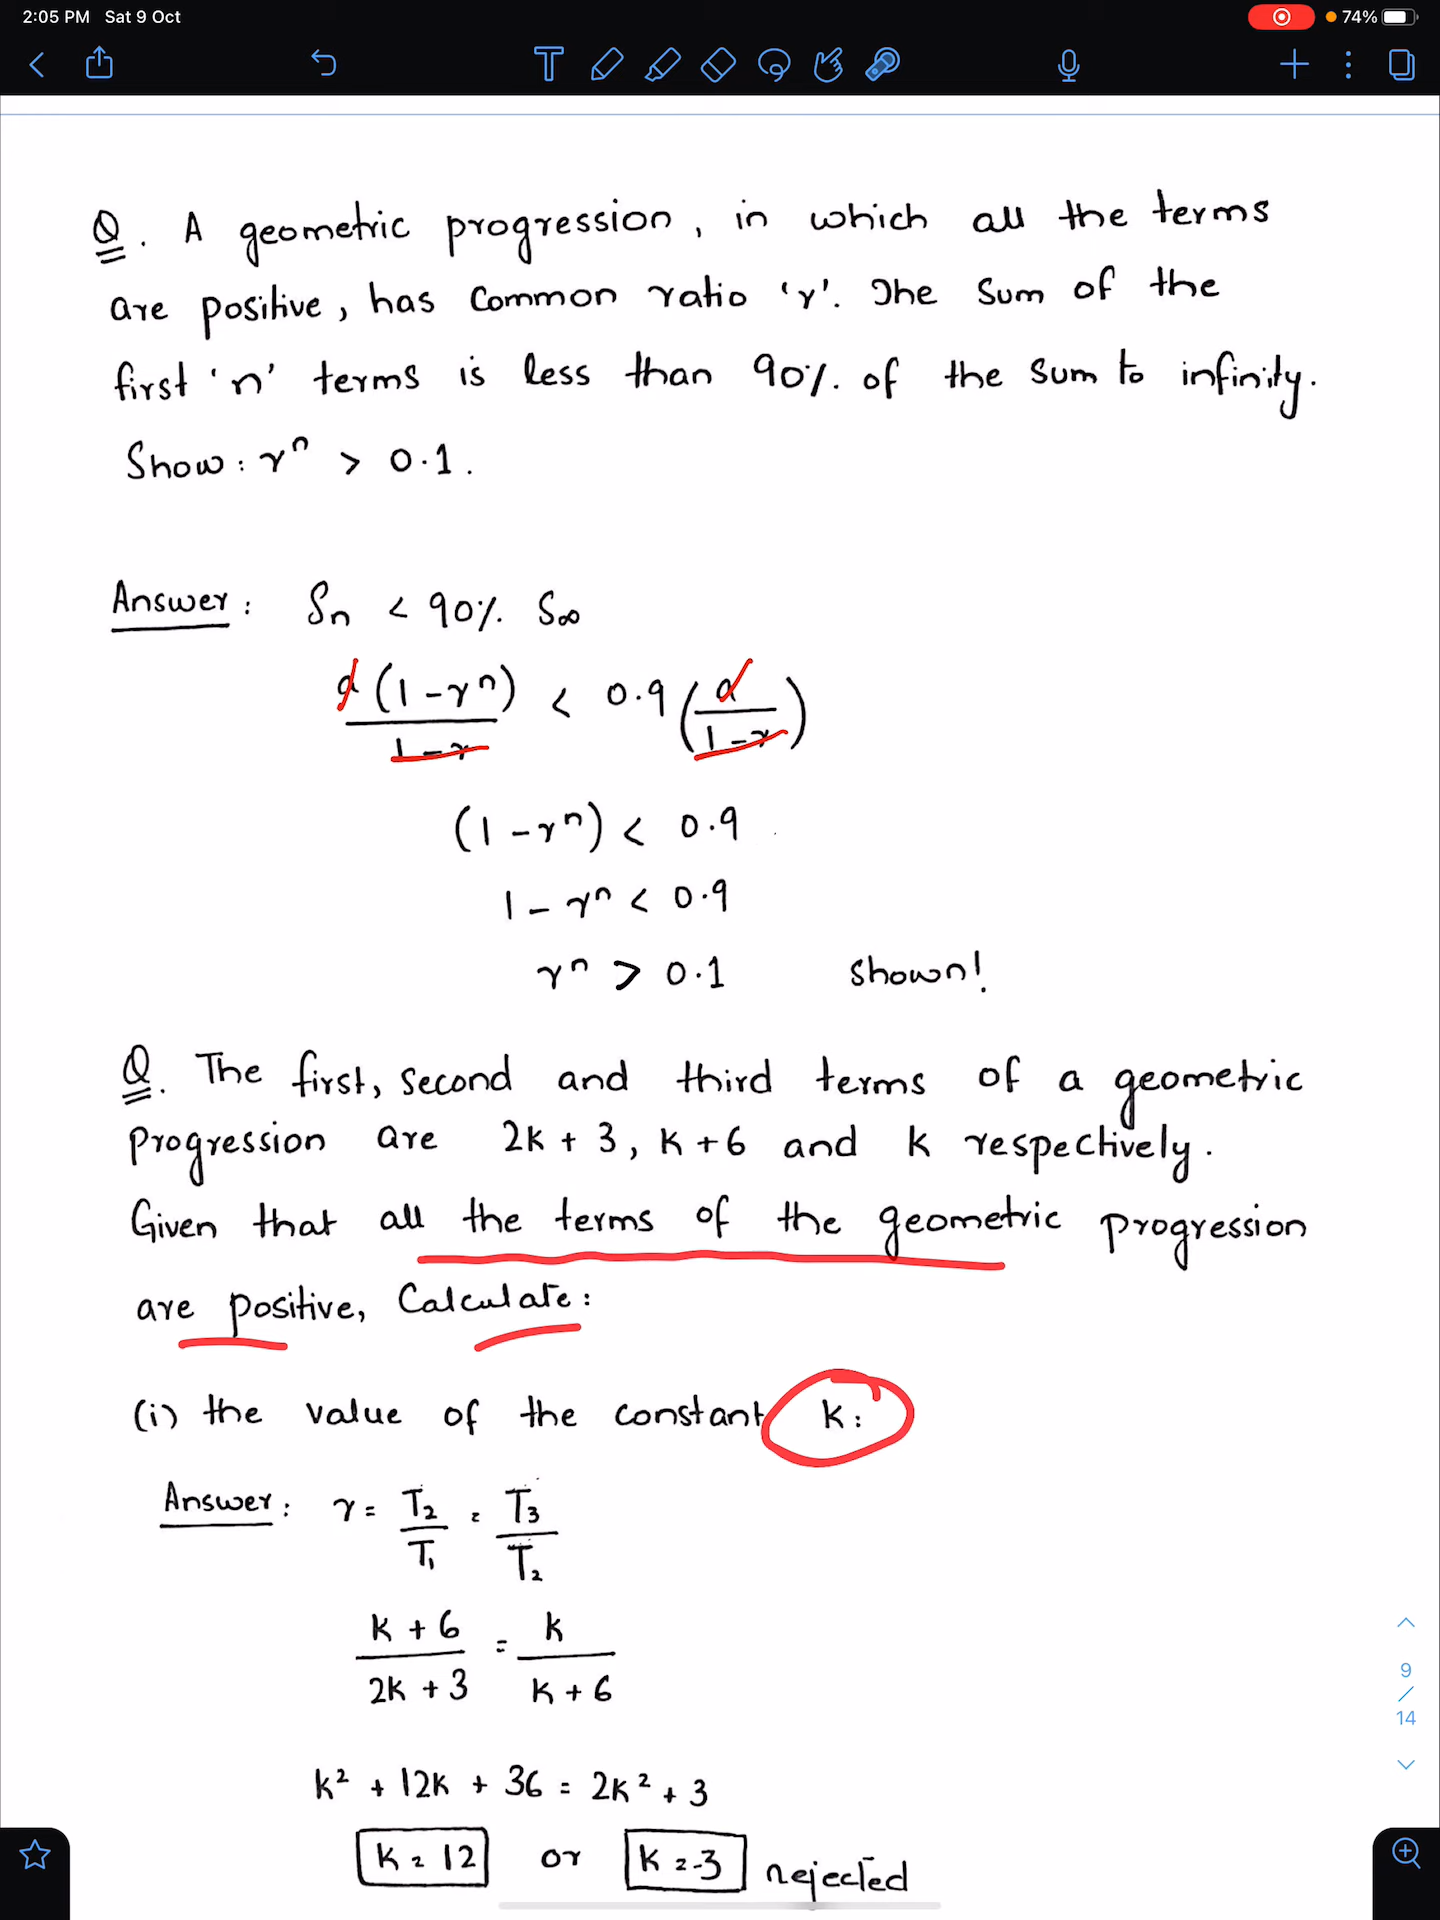 2:05 PM Sat 9 Oct
74%
Q. A geometric progression, in which all the terms
are positive, has Common ratio 'r'. The Sum of the
first 'n' terms is less than 90% of the Sum to infinity.
Show: rⁿ > 0.1.
Answer: Sn < 90% S∞
a(1-rⁿ)/1-r < 0.9(a/1-r)
(1-rⁿ) < 0.9
1-rⁿ < 0.9
rⁿ > 0.1 shown!
Q. The first, Second and third terms of a geometric
progression are 2k + 3, k + 6 and k respectively.
Given that all the terms of the geometric progression
are positive, Calculate:
(i) the value of the constant k:
Answer: r = T₂/T₁ = T₃/T₂
k + 6/2k + 3 = k/k + 6
k² + 12k + 36 = 2k² + 3
k = 12 or k = -3 rejected
9
/
14